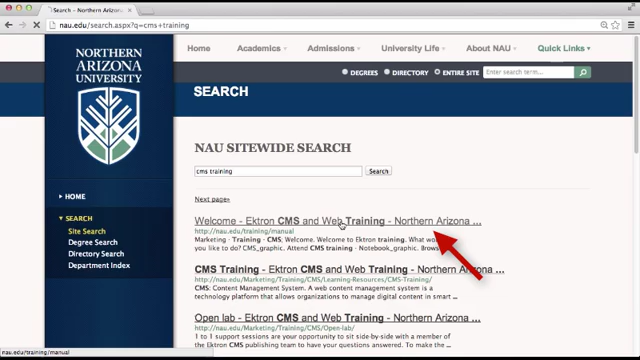 Search - Northern Arizona
nau.edu/search.aspx?q=cms+training
NORTHERN
ARIZONA
UNIVERSITY
Home Academics Admissions University Life About NAU Quick Links
DEGREES DIRECTORY ENTIRE SITE Enter search term...
SEARCH
NAU SITEWIDE SEARCH
cms training Search
HOME
SEARCH
Site Search
Degree Search
Directory Search
Department Index
Next page»
Welcome - Ektron CMS and Web Training - Northern Arizona ...
http://nau.edu/training/manual
Marketing - Training - CMS; Welcome. Welcome to Ektron training. What
you like to do? CMS_graphic. Attend CMS training - Notebook_graphic.
CMS Training - Ektron CMS and Web Training - Northern Arizona ...
http://nau.edu/Marketing/Training/CMS/Learning-Resources/CMS-Training/
CMS: Content Management System. A web content management system is a
technology platform that allows organizations to manage digital content in smart ...
Open lab - Ektron CMS and Web Training - Northern Arizona ...
http://nau.edu/Marketing/Training/CMS/Open-lab/
1 to 1 support sessions are your opportunity to sit side-by-side with a member of
the Ektron CMS publishing team to have your questions answered. To make
nau.edu/training/manual